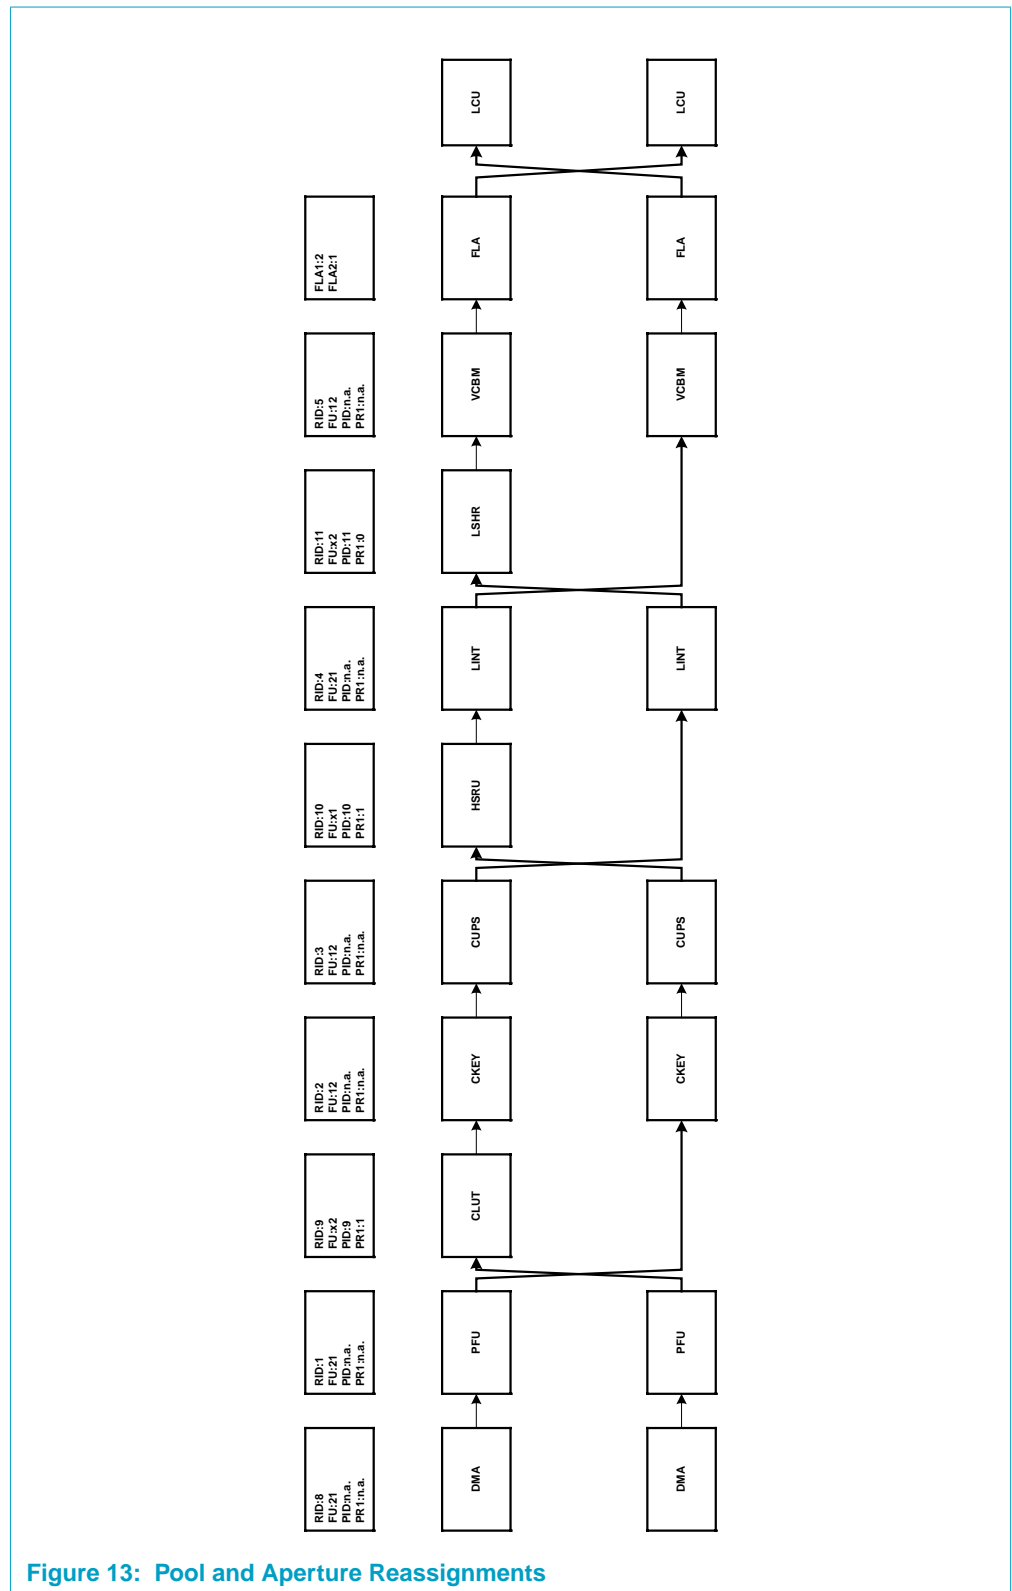 LCU
LCU
FLA1:2
FLA2:1
FLA
FLA
RID:5
FU:12
PID:n.a.
PR1:n.a.
VCBM
VCBM
RID:11
FU:x2
PID:11
PR1:0
LSHR
RID:4
FU:21
PID:n.a.
PR1:n.a.
LINT
LINT
RID:10
FU:x1
PID:10
PR1:1
HSRU
RID:3
FU:12
PID:n.a.
PR1:n.a.
CUPS
CUPS
RID:2
FU:12
PID:n.a.
PR1:n.a.
CKEY
CKEY
RID:9
FU:x2
PID:9
PR1:1
CLUT
RID:1
FU:21
PID:n.a.
PR1:n.a.
PFU
PFU
RID:8
FU:21
PID:n.a.
PR1:n.a.
DMA
DMA
Figure 13: Pool and Aperture Reassignments